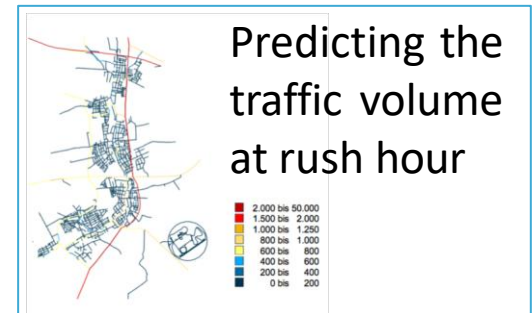 Predicting the
traffic volume
at rush hour
2.000 bis 50.000
1.500 bis 2.000
1.000 bis 1.250
800 bis 1.000
600 bis 800
400 bis 600
200 bis 400
0 bis 200